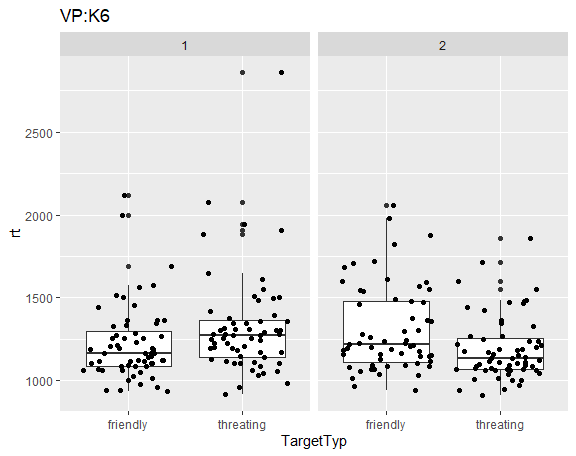 VP:K6
1 2
rt
2500
2000
1500
1000
friendly threating friendly threating
TargetTyp